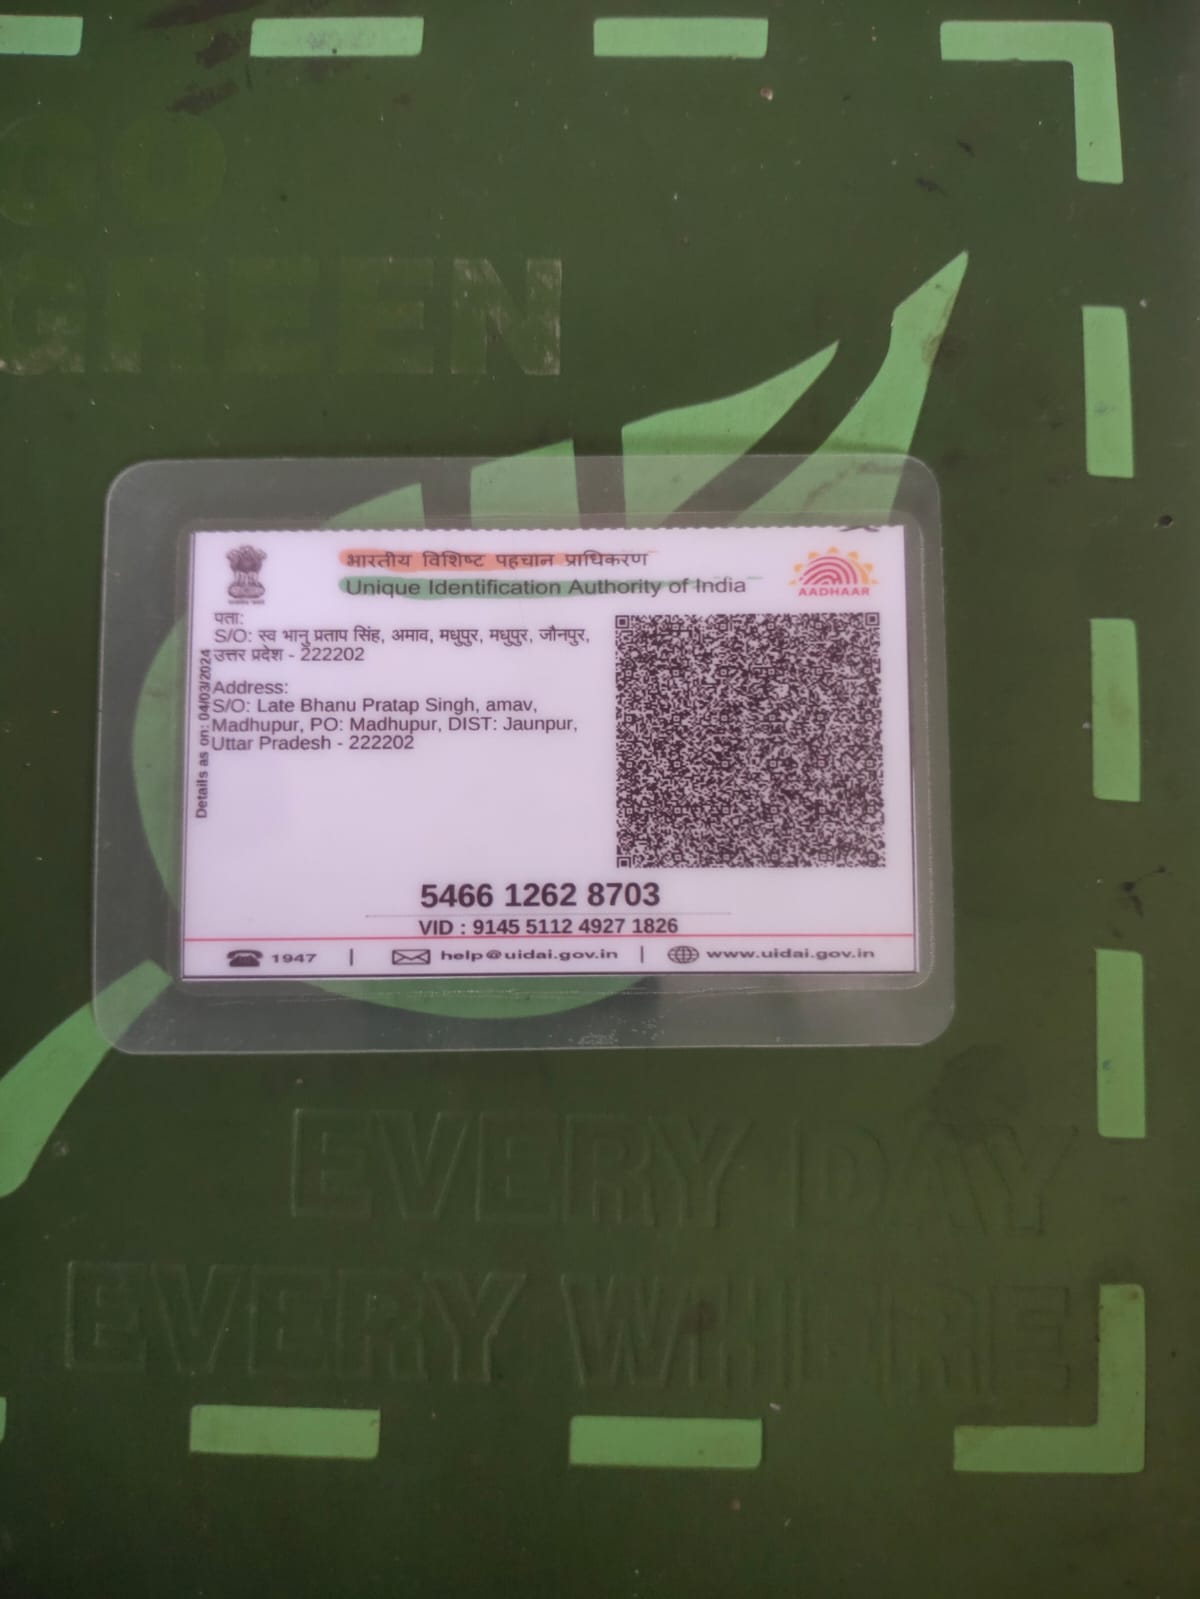 GO
GREEN
भारतीय विशिष्ट पहचान प्राधिकरण
Unique Identification Authority of India
AADHAAR
पता:
S/O: स्व भानु प्रताप सिंह, अमाव, मधुपुर, मधुपुर, जौनपुर,
उत्तर प्रदेश - 222202
Details as on: 04/03/2024
Address:
S/O: Late Bhanu Pratap Singh, amav,
Madhupur, PO: Madhupur, DIST: Jaunpur,
Uttar Pradesh - 222202
5466 1262 8703
VID : 9145 5112 4927 1826
1947 | help@uidai.gov.in | www.uidai.gov.in
EVERY DAY
EVERY WHERE